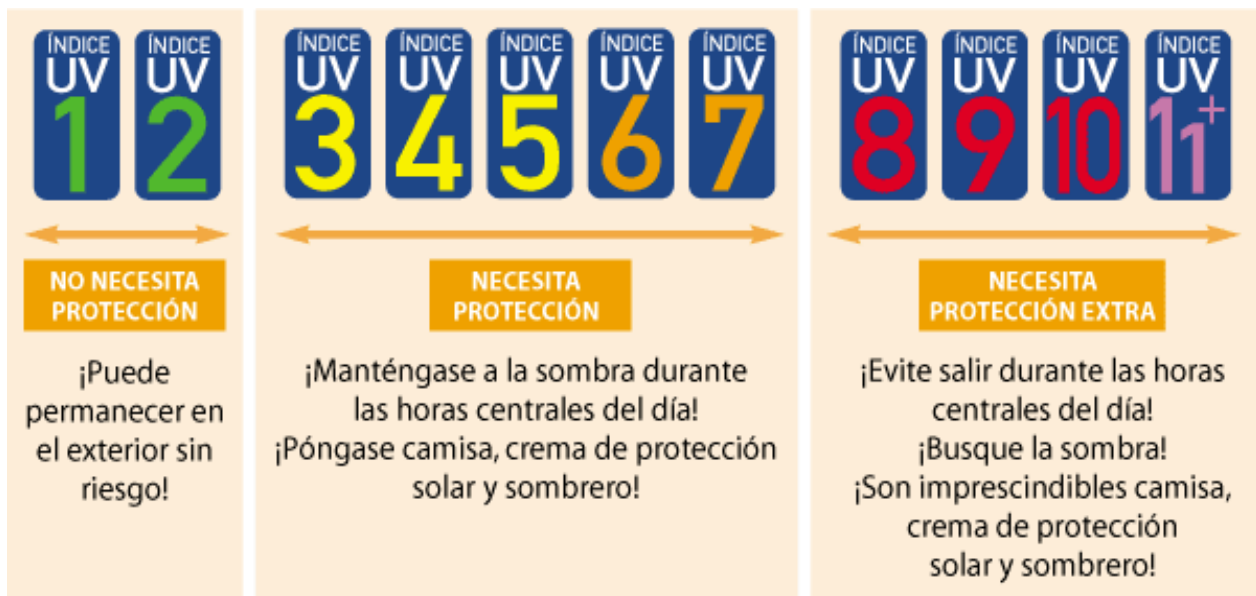 ÍNDICE
UV
1
ÍNDICE
UV
2
NO NECESITA
PROTECCIÓN
¡Puede
permanecer en
el exterior sin
riesgo!
ÍNDICE
UV
3
ÍNDICE
UV
4
ÍNDICE
UV
5
ÍNDICE
UV
6
ÍNDICE
UV
7
NECESITA
PROTECCIÓN
¡Manténgase a la sombra durante
las horas centrales del día!
¡Póngase camisa, crema de protección
solar y sombrero!
ÍNDICE
UV
8
ÍNDICE
UV
9
ÍNDICE
UV
10
ÍNDICE
UV
11+
NECESITA
PROTECCIÓN EXTRA
¡Evite salir durante las horas
centrales del día!
¡Busque la sombra!
¡Son imprescindibles camisa,
crema de protección
solar y sombrero!